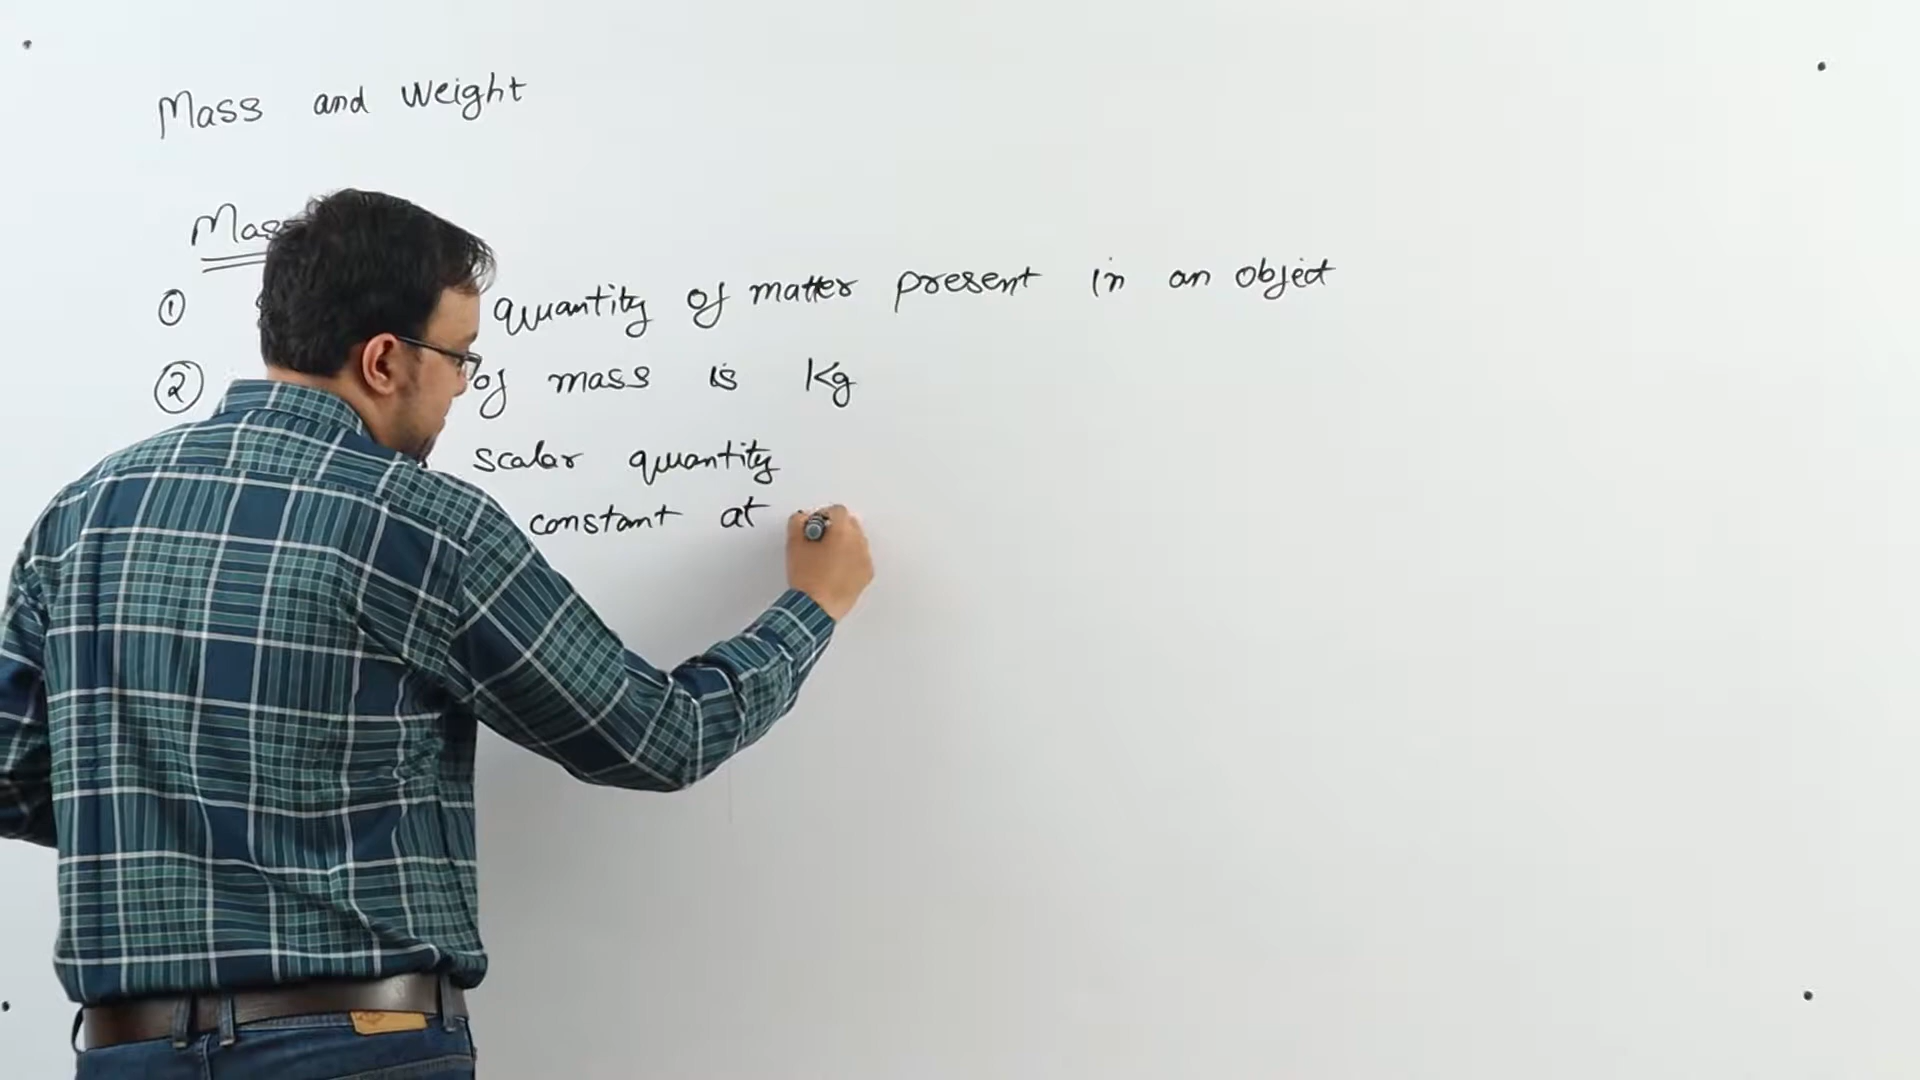 Mass and Weight
Mass
① quantity of matter present in an object
② of mass is Kg
scalar quantity
constant at